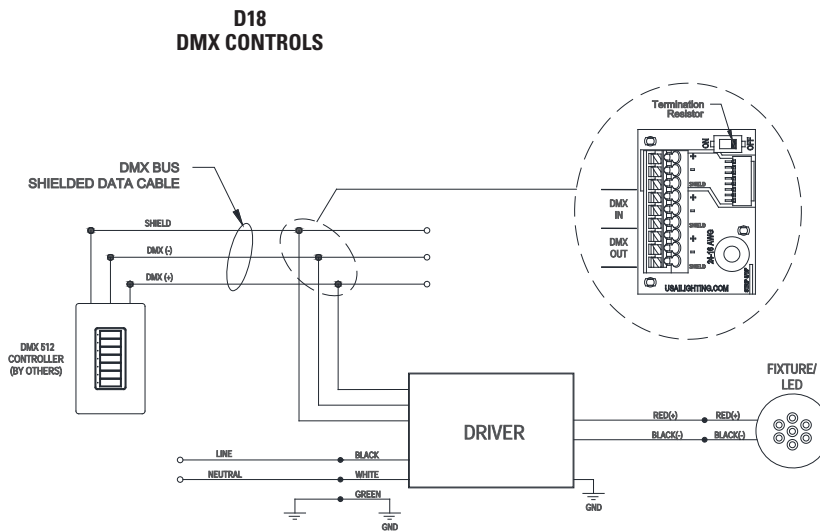 D18
DMX CONTROLS
Termination
Resistor
ON
OFF
DMX BUS
SHIELDED DATA CABLE
+
-
SHIELD
+
-
SHIELD
+
-
SHIELD
DMX
IN
DMX
OUT
24-16 AWG
USAILIGHTING.COM
SHIELD
DMX (-)
DMX (+)
DMX 512
CONTROLLER
(BY OTHERS)
DRIVER
FIXTURE/
LED
RED(+)
RED(+)
BLACK(-)
BLACK(-)
LINE
BLACK
NEUTRAL
WHITE
GREEN
GND
GND